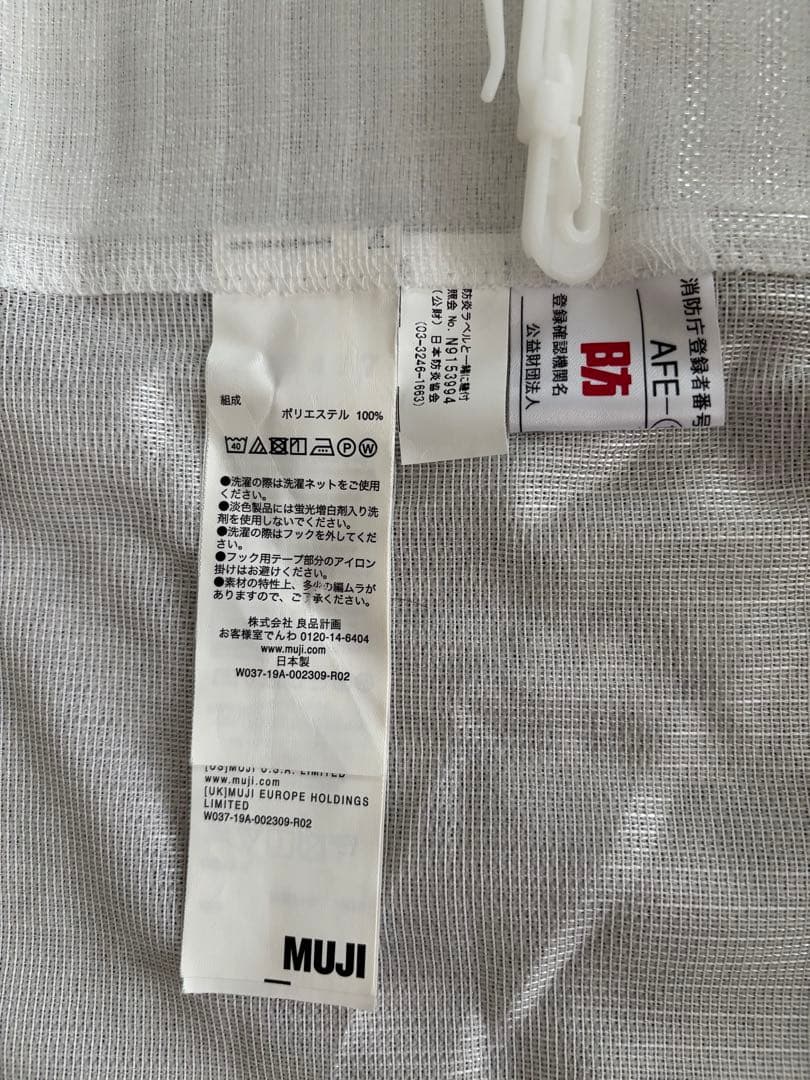 組成
ポリエステル 100%
40 P W
●洗濯の際は洗濯ネットをご使用
ください。
●淡色製品には蛍光増白剤入り洗
剤を使用しないでください。
●洗濯の際はフックを外してくだ
さい。
●フック用テープ部分のアイロン
掛けはお避けください。
●素材の特性上、多少の編ムラが
ありますので、ご了承ください。
株式会社 良品計画
お客様室でんわ 0120-14-6404
www.muji.com
日本製
W037-19A-002309-R02
[US]MUJI U.S.A. LIMITED
www.muji.com
[UK]MUJI EUROPE HOLDINGS
LIMITED
W037-19A-002309-R02
MUJI
防炎ラベルと一緒に縫付
照会 No. N9153994
(公財) 日本防炎協会
(03-3246-1663)
消防庁登録者番号
AFE-
防炎
登録確認機関名
公益財団法人